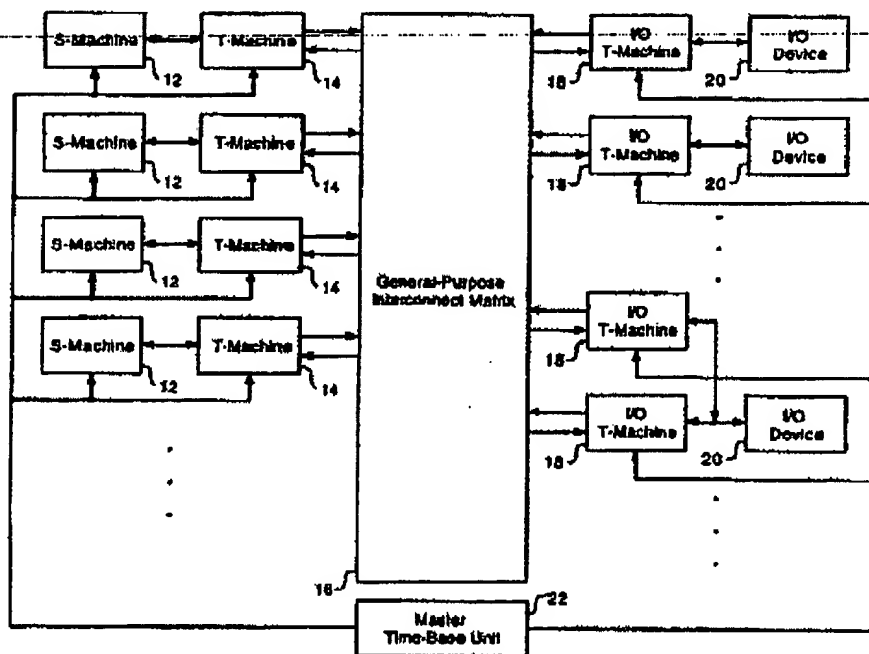 S-Machine
T-Machine
I/O
T-Machine
I/O
Device
12
14
18
20
S-Machine
T-Machine
I/O
T-Machine
I/O
Device
12
14
18
20
S-Machine
T-Machine
12
14
General-Purpose
Interconnect Matrix
I/O
T-Machine
18
S-Machine
T-Machine
12
14
I/O
T-Machine
I/O
Device
18
20
16
22
Master
Time-Base Unit